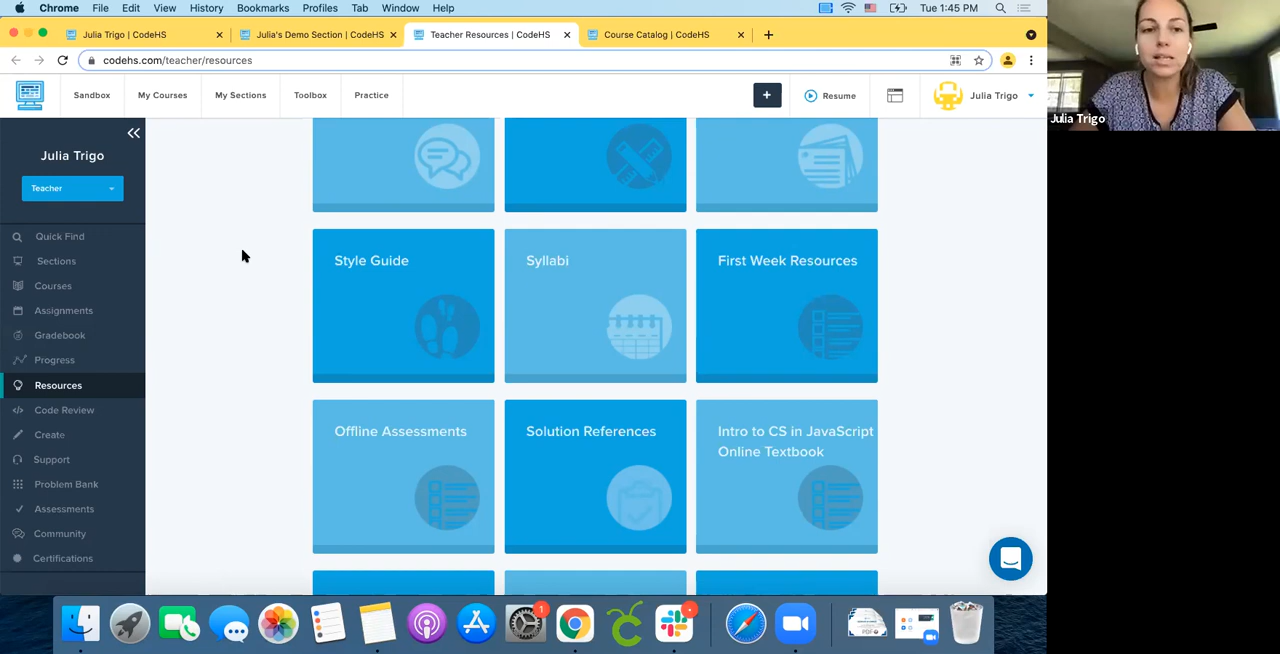 Chrome File Edit View History Bookmarks Profiles Tab Window Help Tue 1:45 PM
Julia Trigo | CodeHS Julia's Demo Section | CodeHS Teacher Resources | CodeHS Course Catalog | CodeHS
codehs.com/teacher/resources
Sandbox My Courses My Sections Toolbox Practice + Resume Julia Trigo
Julia Trigo
Julia Trigo
Teacher
Quick Find
Sections
Courses
Assignments
Gradebook
Progress
Resources
Code Review
Create
Support
Problem Bank
Assessments
Community
Certifications
Style Guide Syllabi First Week Resources
Offline Assessments Solution References Intro to CS in JavaScript
Online Textbook
1
PDF